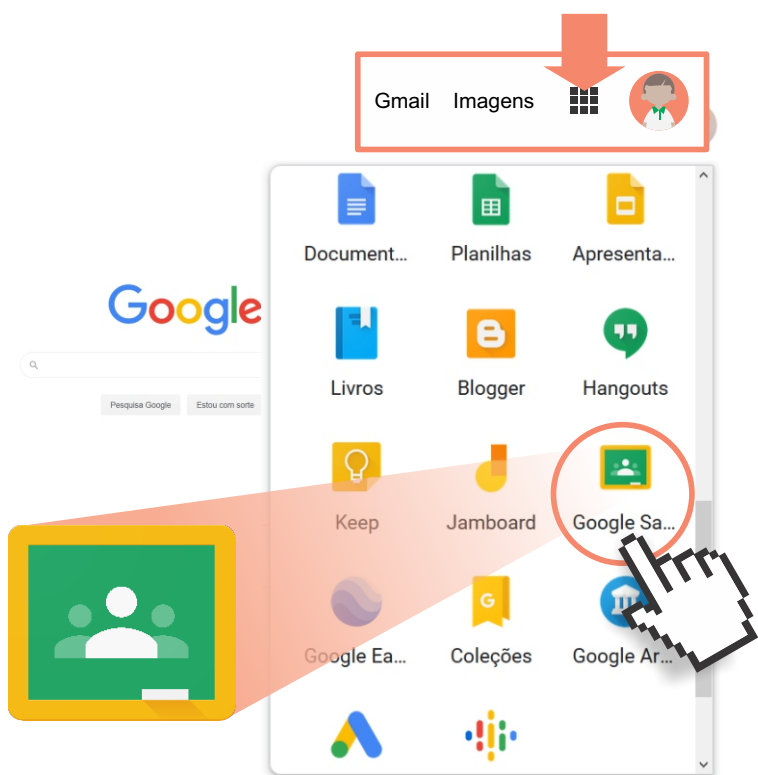 Gmail Imagens
Document... Planilhas Apresenta...
Google
Livros Blogger Hangouts
Pesquisa Google Estou com sorte
Keep Jamboard Google Sa...
Google Ea... Coleções Google Ar...